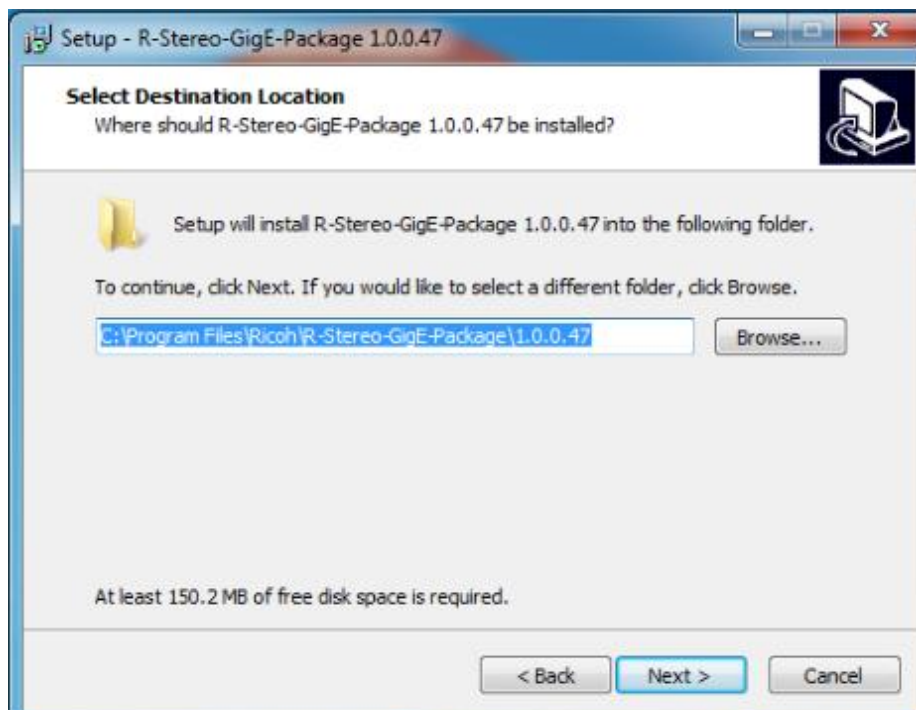 Setup - R-Stereo-GigE-Package 1.0.0.47
Select Destination Location
Where should R-Stereo-GigE-Package 1.0.0.47 be installed?
Setup will install R-Stereo-GigE-Package 1.0.0.47 into the following folder.
To continue, click Next. If you would like to select a different folder, click Browse.
C:\Program Files\Ricoh\R-Stereo-GigE-Package\1.0.0.47
Browse...
At least 150.2 MB of free disk space is required.
< Back
Next >
Cancel